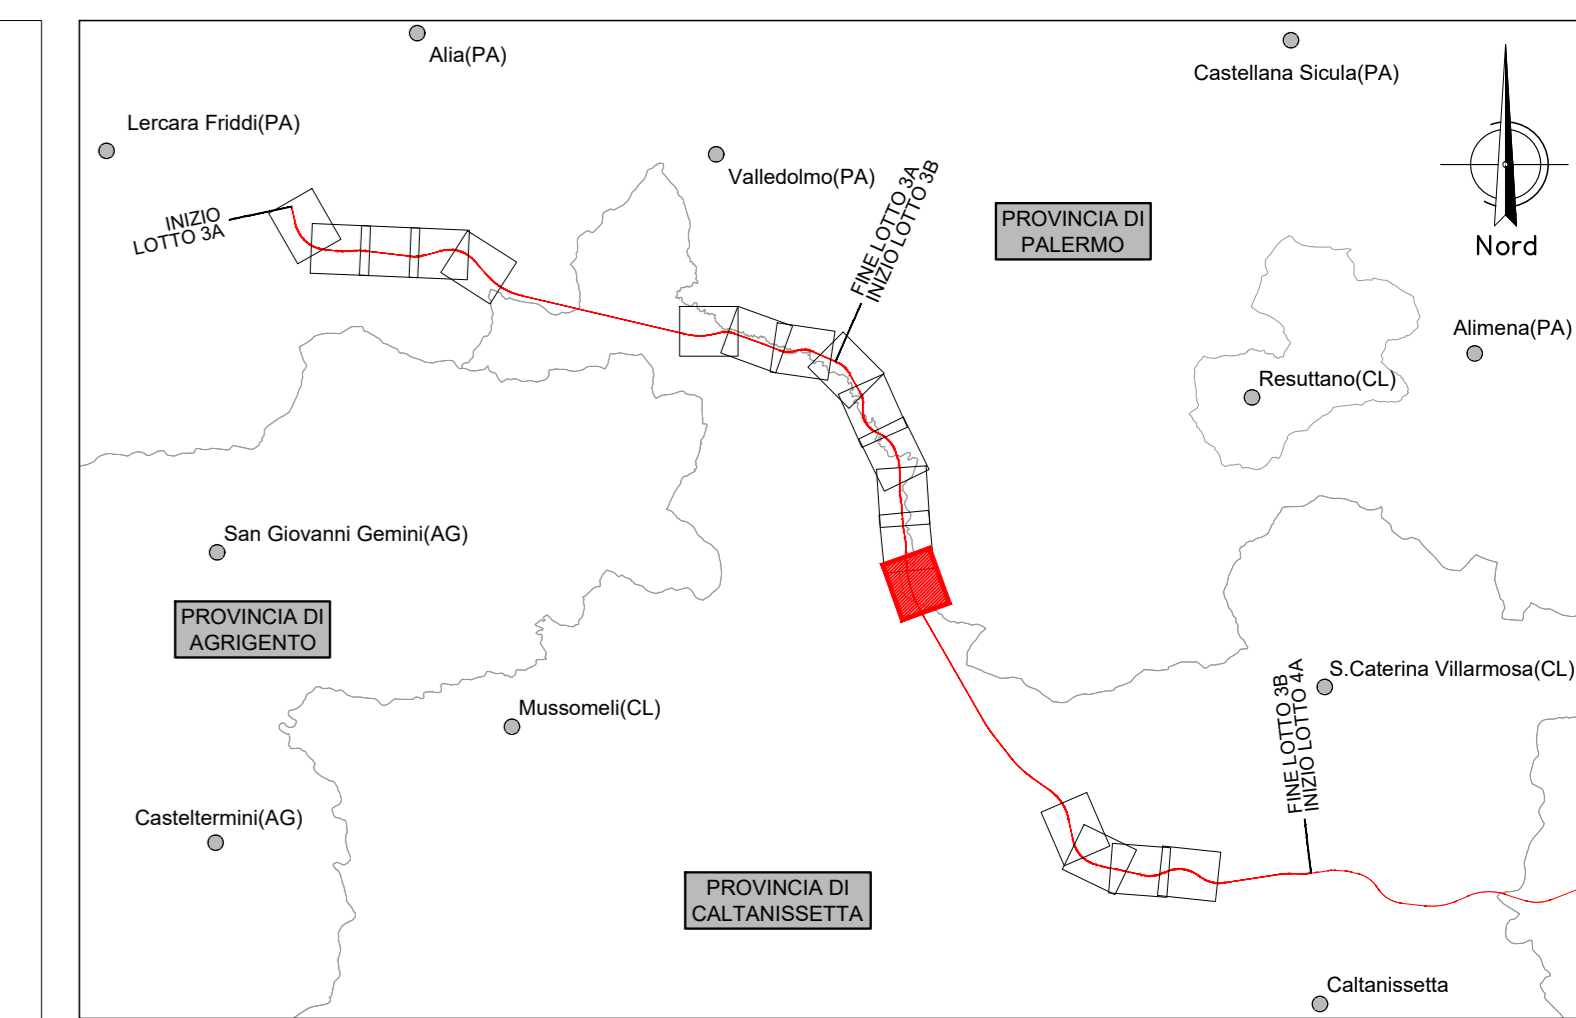 Alia(PA)
Castellana Sicula(PA)
Lercara Friddi(PA)
Valledolmo(PA)
FINE LOTTO 3A
INIZIO LOTTO 3B
PROVINCIA DI
PALERMO
Nord
INIZIO
LOTTO 3A
Alimena(PA)
Resuttano(CL)
San Giovanni Gemini(AG)
PROVINCIA DI
AGRIGENTO
S.Caterina Villarmosa(CL)
FINE LOTTO 3B
INIZIO LOTTO 4A
Mussomeli(CL)
Casteltermini(AG)
PROVINCIA DI
CALTANISSETTA
Caltanissetta